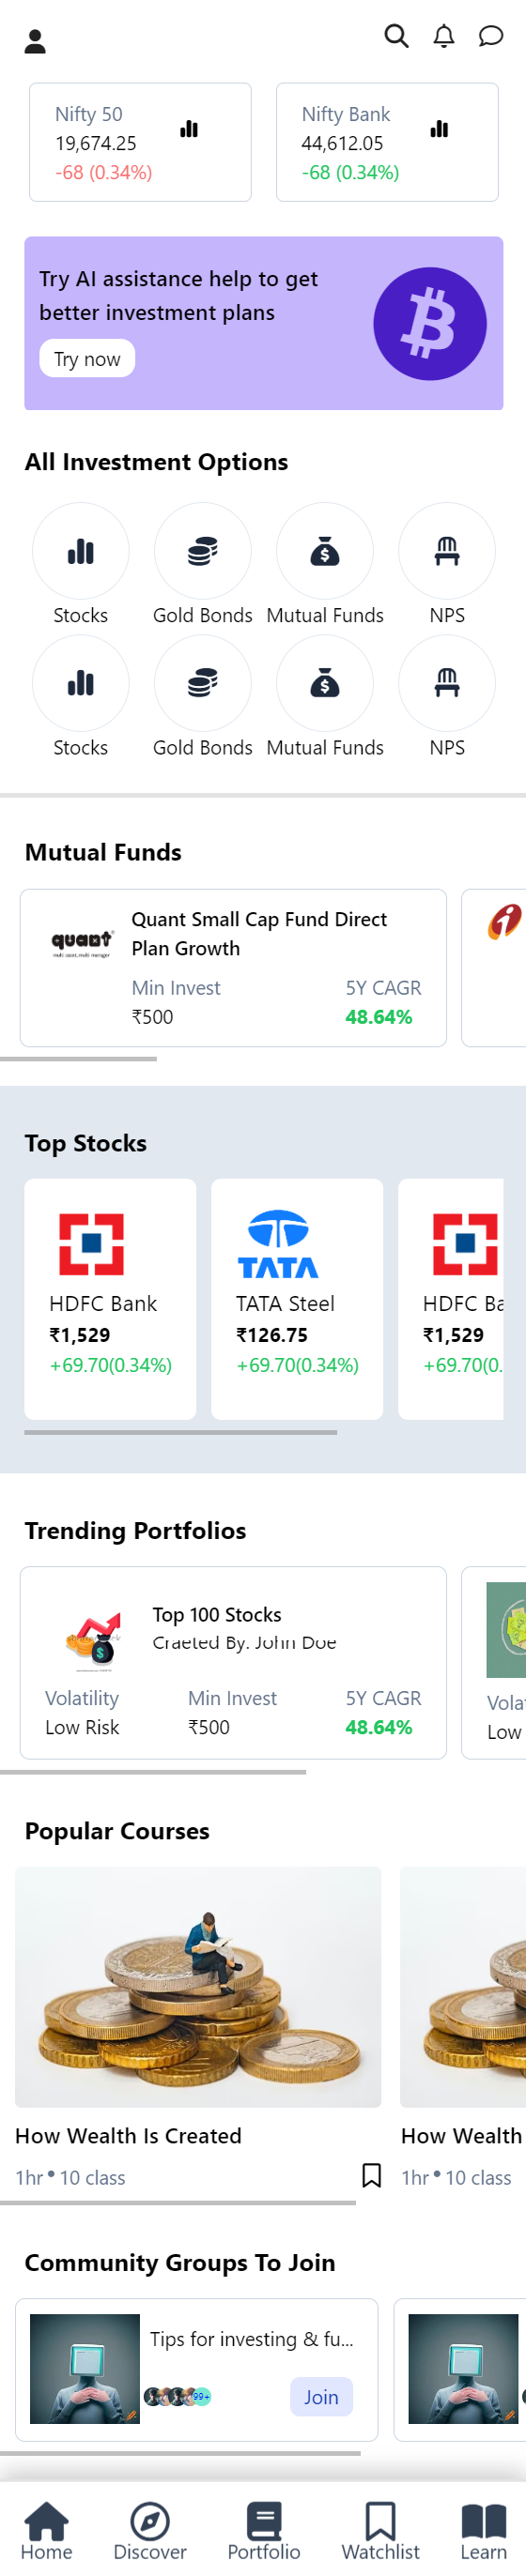 Nifty 50
19,674.25
-68 (0.34%)
Nifty Bank
44,612.05
-68 (0.34%)
Try AI assistance help to get
better investment plans
Try now
All Investment Options
Stocks
Gold Bonds
Mutual Funds
NPS
Stocks
Gold Bonds
Mutual Funds
NPS
Mutual Funds
quant
multi asset, multi manager
Quant Small Cap Fund Direct
Plan Growth
Min Invest
5Y CAGR
₹500
48.64%
Top Stocks
HDFC Bank
₹1,529
+69.70(0.34%)
TATA
TATA Steel
₹126.75
+69.70(0.34%)
HDFC Ba
₹1,529
+69.70(0.
Trending Portfolios
Top 100 Stocks
Craeted By. John Doe
Volatility
Min Invest
5Y CAGR
Low Risk
₹500
48.64%
Vola
Low
Popular Courses
How Wealth Is Created
1hr • 10 class
How Wealth
1hr • 10 class
Community Groups To Join
Tips for investing & fu...
99+
Join
Home
Discover
Portfolio
Watchlist
Learn